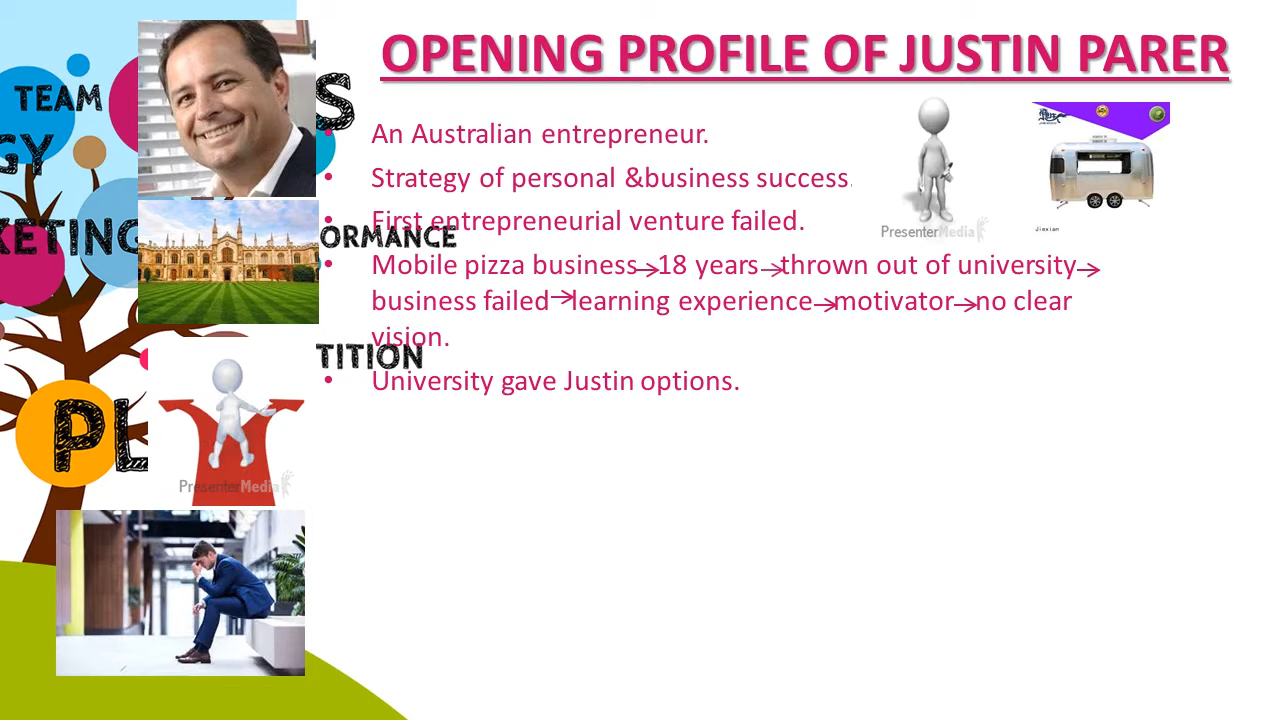 OPENING PROFILE OF JUSTIN PARER
TEAM
S
GY
KETING
ORMANCE
TITION
PL
• An Australian entrepreneur.
• Strategy of personal &business success.
• First entrepreneurial venture failed.
• Mobile pizza business→18 years→thrown out of university→
business failed→learning experience→motivator→no clear
vision.
• University gave Justin options.
PresenterMedia
Jiexian
PresenterMedia